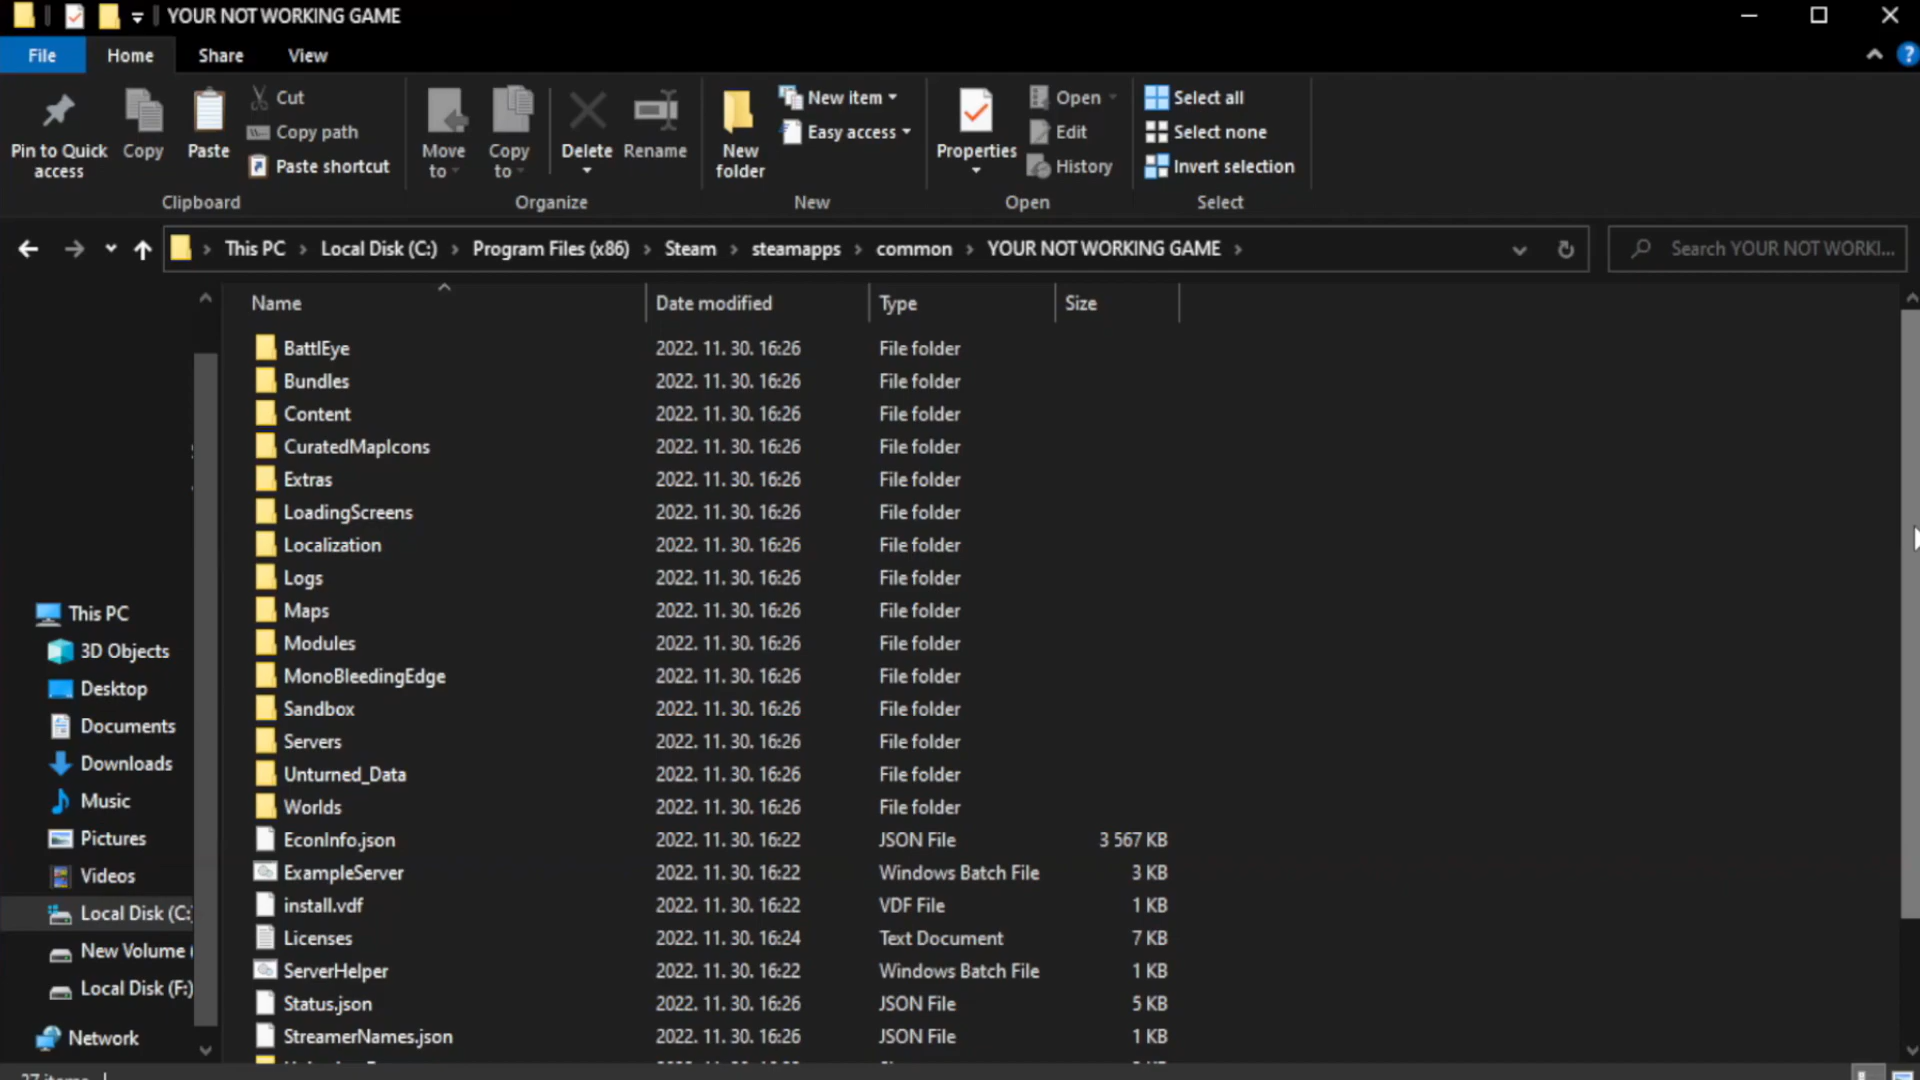 YOUR NOT WORKING GAME
File Home Share View
Pin to Quick access
Copy
Paste
Cut
Copy path
Paste shortcut
Clipboard
Move to
Copy to
Delete
Rename
Organize
New folder
New item
Easy access
New
Properties
Open
Edit
History
Open
Select all
Select none
Invert selection
Select
This PC > Local Disk (C:) > Program Files (x86) > Steam > steamapps > common > YOUR NOT WORKING GAME >
Search YOUR NOT WORKI...
This PC
3D Objects
Desktop
Documents
Downloads
Music
Pictures
Videos
Local Disk (C:
New Volume (
Local Disk (F:)
Network
Name Date modified Type Size
BattlEye 2022. 11. 30. 16:26 File folder
Bundles 2022. 11. 30. 16:26 File folder
Content 2022. 11. 30. 16:26 File folder
CuratedMapIcons 2022. 11. 30. 16:26 File folder
Extras 2022. 11. 30. 16:26 File folder
LoadingScreens 2022. 11. 30. 16:26 File folder
Localization 2022. 11. 30. 16:26 File folder
Logs 2022. 11. 30. 16:26 File folder
Maps 2022. 11. 30. 16:26 File folder
Modules 2022. 11. 30. 16:26 File folder
MonoBleedingEdge 2022. 11. 30. 16:26 File folder
Sandbox 2022. 11. 30. 16:26 File folder
Servers 2022. 11. 30. 16:26 File folder
Unturned_Data 2022. 11. 30. 16:26 File folder
Worlds 2022. 11. 30. 16:26 File folder
EconInfo.json 2022. 11. 30. 16:22 JSON File 3 567 KB
ExampleServer 2022. 11. 30. 16:22 Windows Batch File 3 KB
install.vdf 2022. 11. 30. 16:22 VDF File 1 KB
Licenses 2022. 11. 30. 16:24 Text Document 7 KB
ServerHelper 2022. 11. 30. 16:22 Windows Batch File 1 KB
Status.json 2022. 11. 30. 16:26 JSON File 5 KB
StreamerNames.json 2022. 11. 30. 16:26 JSON File 1 KB